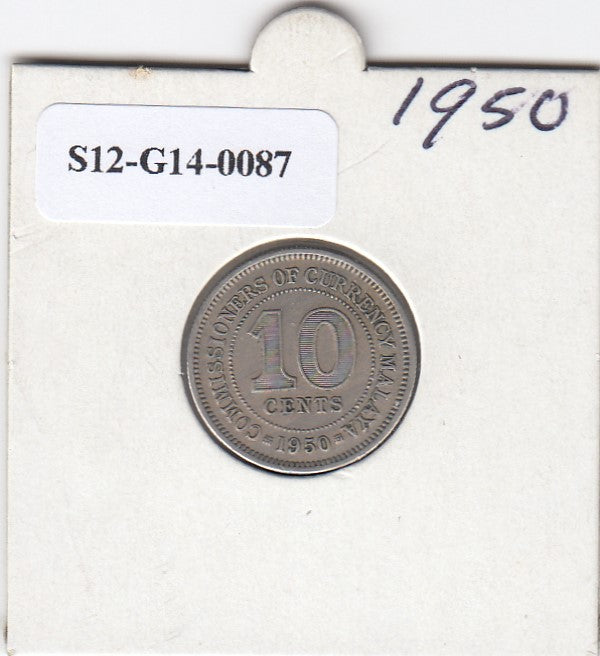 1950
S12-G14-0087
COMMISSIONERS OF CURRENCY MALAYA
10
CENTS
1950